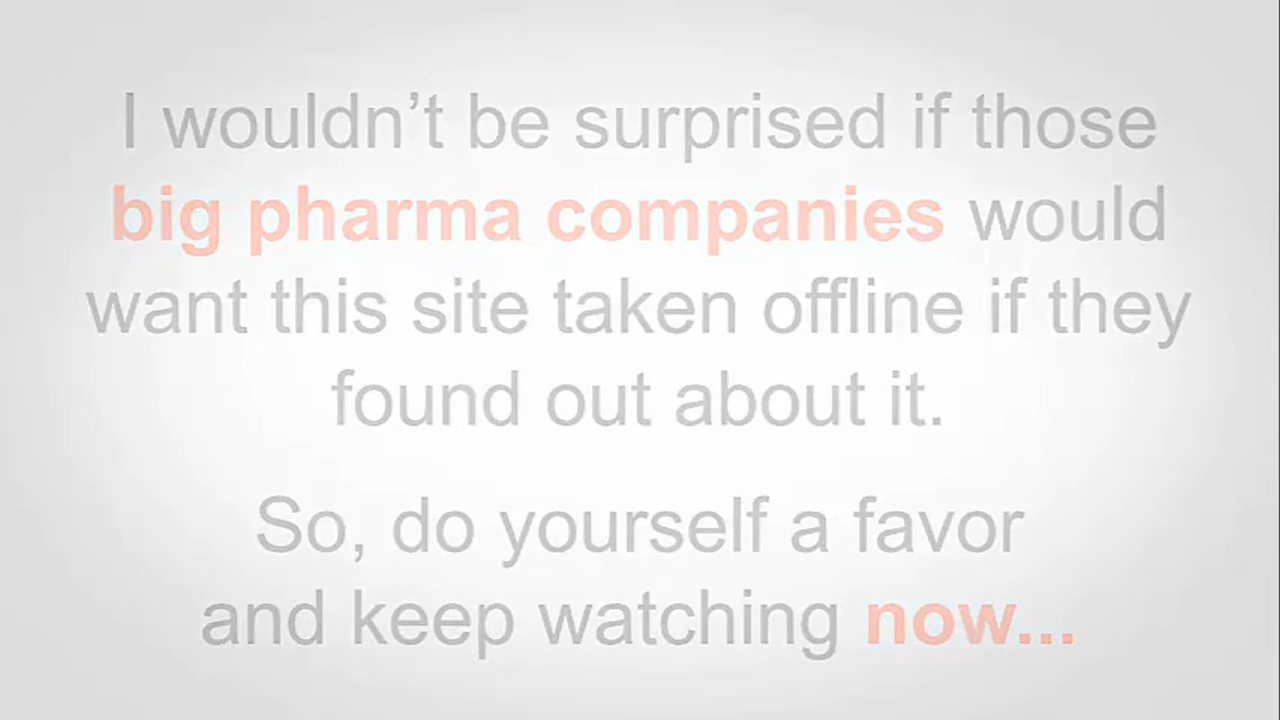 I wouldn’t be surprised if those
big pharma companies would
want this site taken offline if they
found out about it.
So, do yourself a favor
and keep watching now...